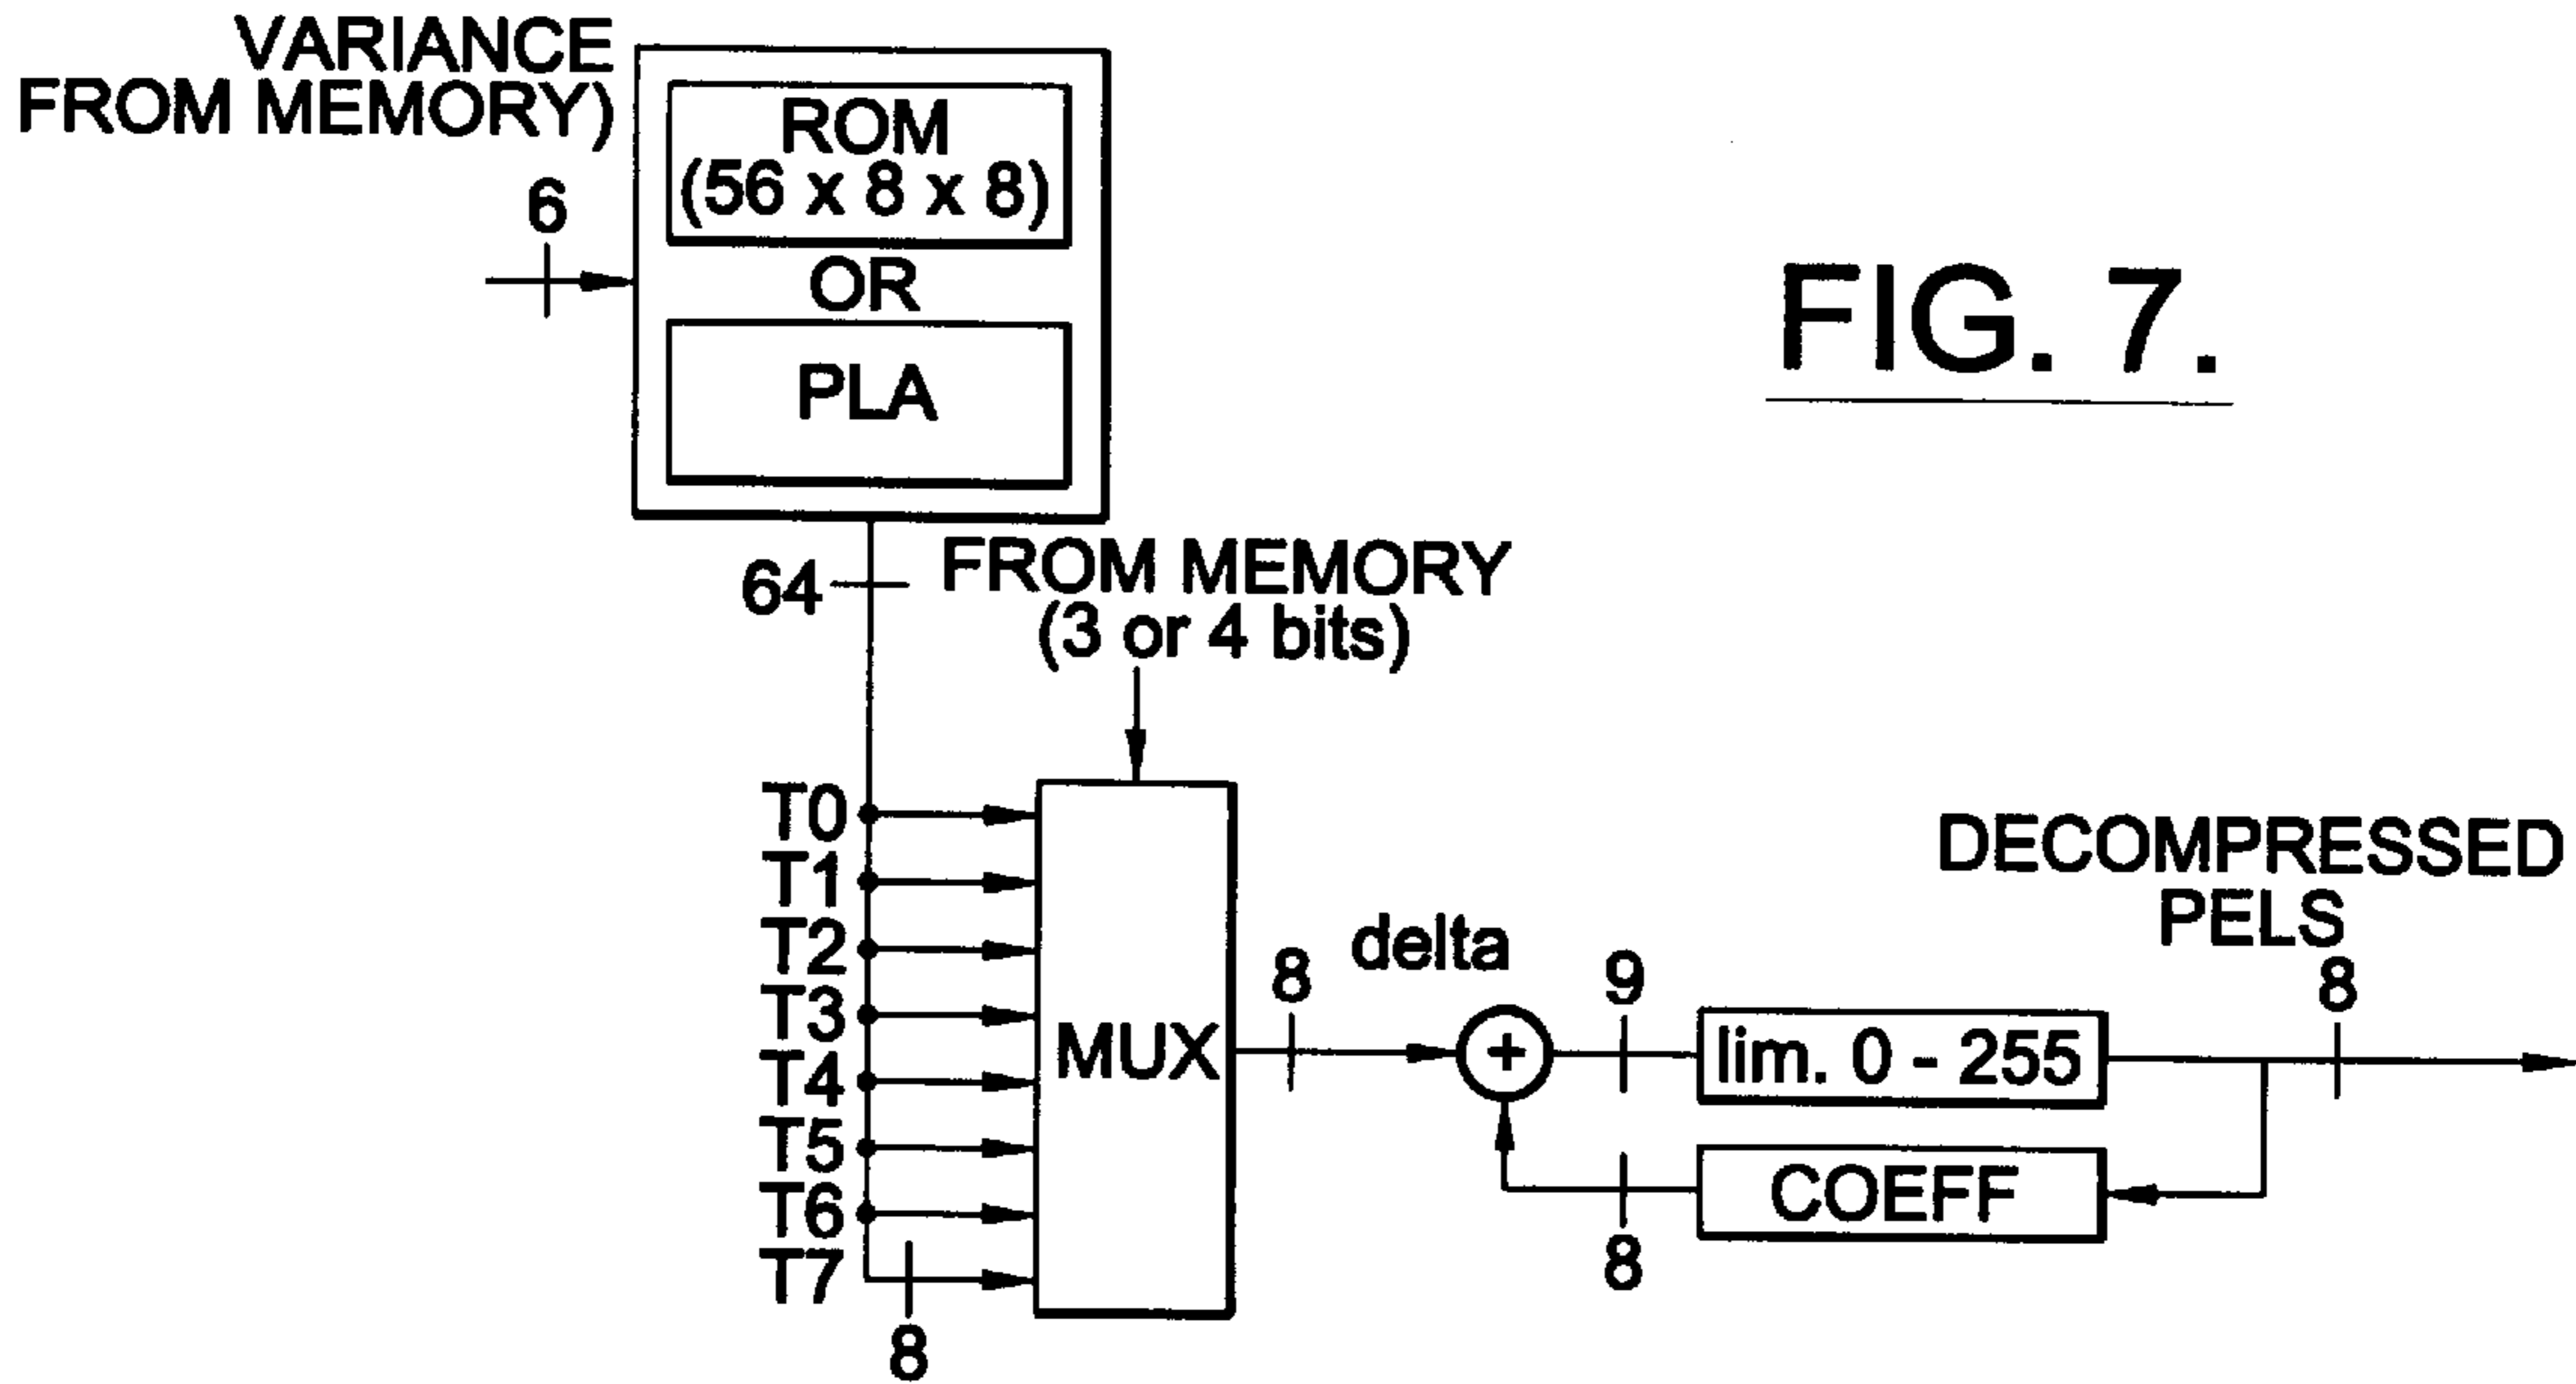 VARIANCE
FROM MEMORY)
6
ROM
(56 x 8 x 8)
OR
PLA
FIG. 7.
64
FROM MEMORY
(3 or 4 bits)
T0
T1
T2
T3
T4
T5
T6
T7
8
MUX
8
delta
9
lim. 0 - 255
COEFF
8
DECOMPRESSED
PELS
8